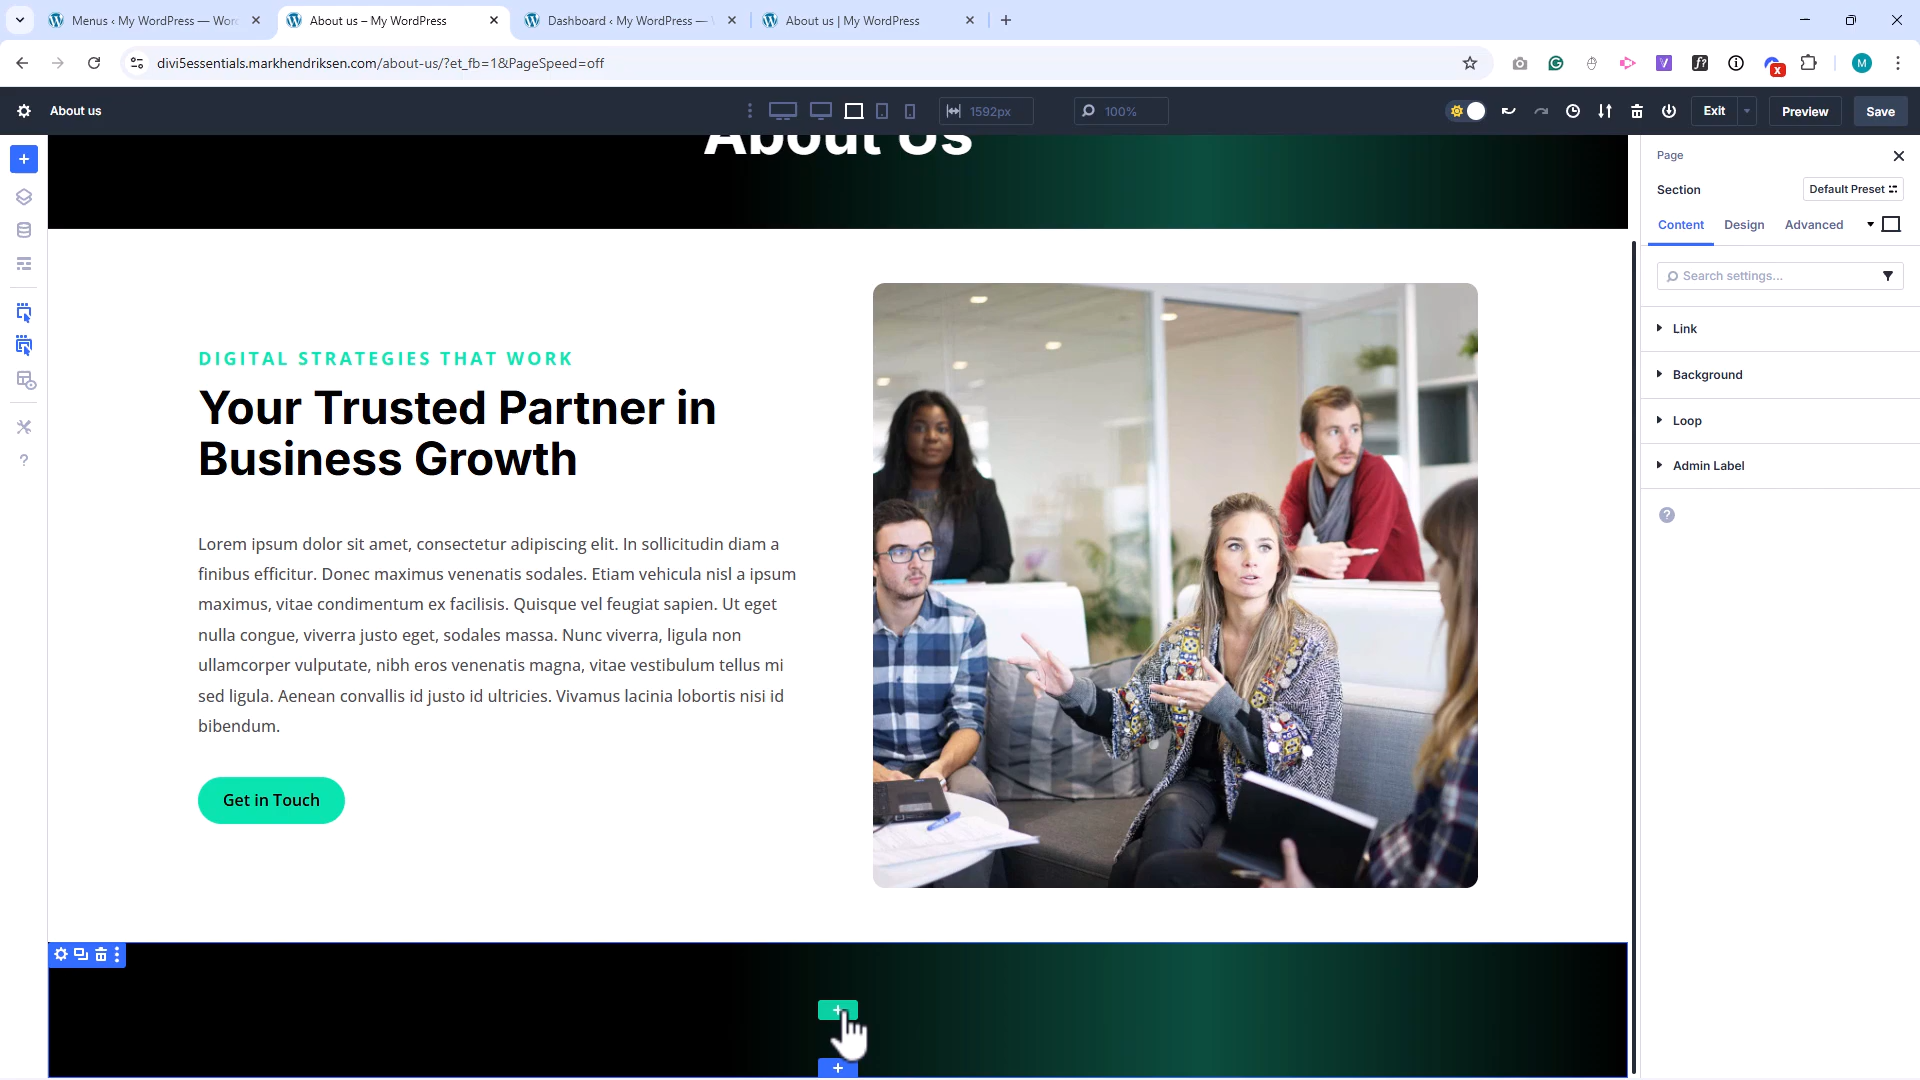 Menus ‹ My WordPress — Wor
About us – My WordPress
Dashboard ‹ My WordPress —
About us | My WordPress
divi5essentials.markhendriksen.com/about-us/?et_fb=1&PageSpeed=off
M
About us
1592px
100%
Exit
Preview
Save
About Us
Page
Section
Default Preset
Content
Design
Advanced
Search settings...
Link
Background
Loop
Admin Label
DIGITAL STRATEGIES THAT WORK
Your Trusted Partner in
Business Growth
Lorem ipsum dolor sit amet, consectetur adipiscing elit. In sollicitudin diam a
finibus efficitur. Donec maximus venenatis sodales. Etiam vehicula nisl a ipsum
maximus, vitae condimentum ex facilisis. Quisque vel feugiat sapien. Ut eget
nulla congue, viverra justo eget, sodales massa. Nunc viverra, ligula non
ullamcorper vulputate, nibh eros venenatis magna, vitae vestibulum tellus mi
sed ligula. Aenean convallis id justo id ultricies. Vivamus lacinia lobortis nisi id
bibendum.
Get in Touch